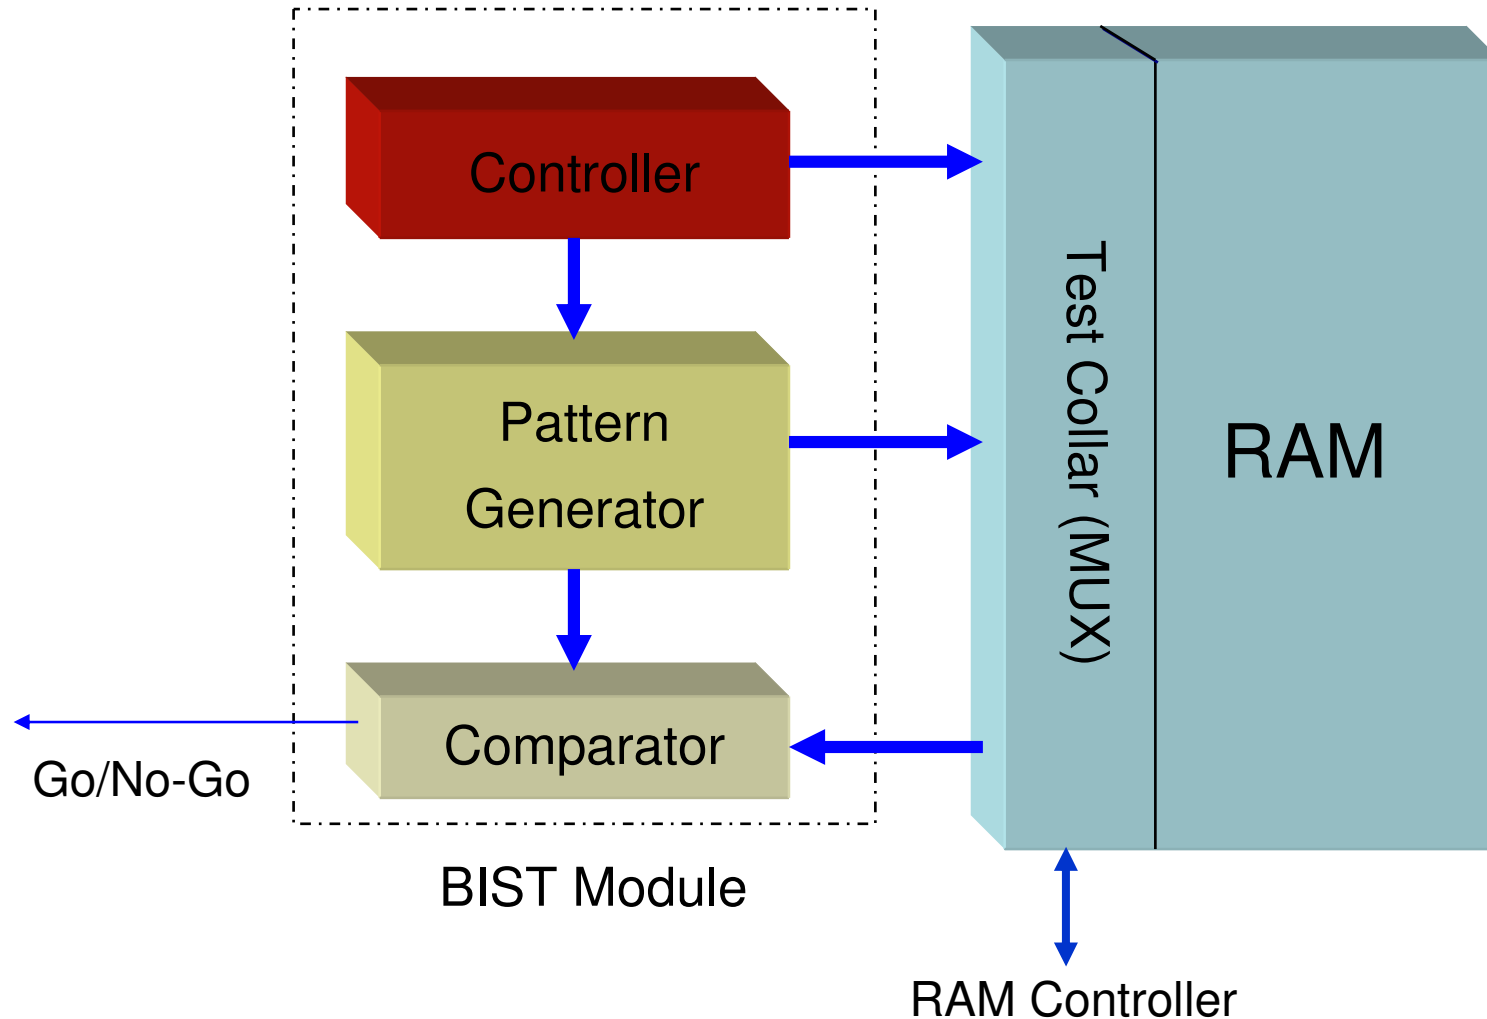 Controller
Pattern
Generator
Comparator
Go/No-Go
BIST Module
Test Collar (MUX)
RAM
RAM Controller